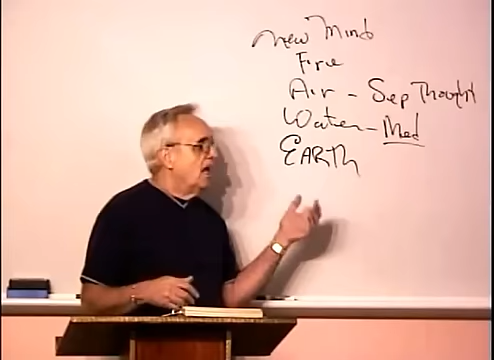 New Mind
Fire
Air - Sep Thought
Water - Med
EARTh